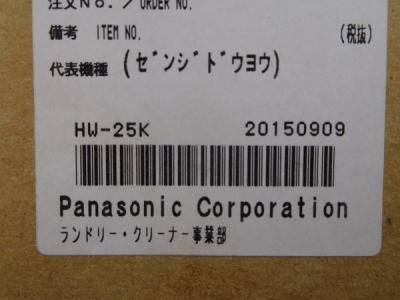 注文No. / ORDER NO.
備考 ITEM NO. (税抜)
代表機種 (ｾﾞﾝｼﾞﾄﾞｳﾖｳ)
HW-25K 20150909
Panasonic Corporation
ランドリー・クリーナー事業部